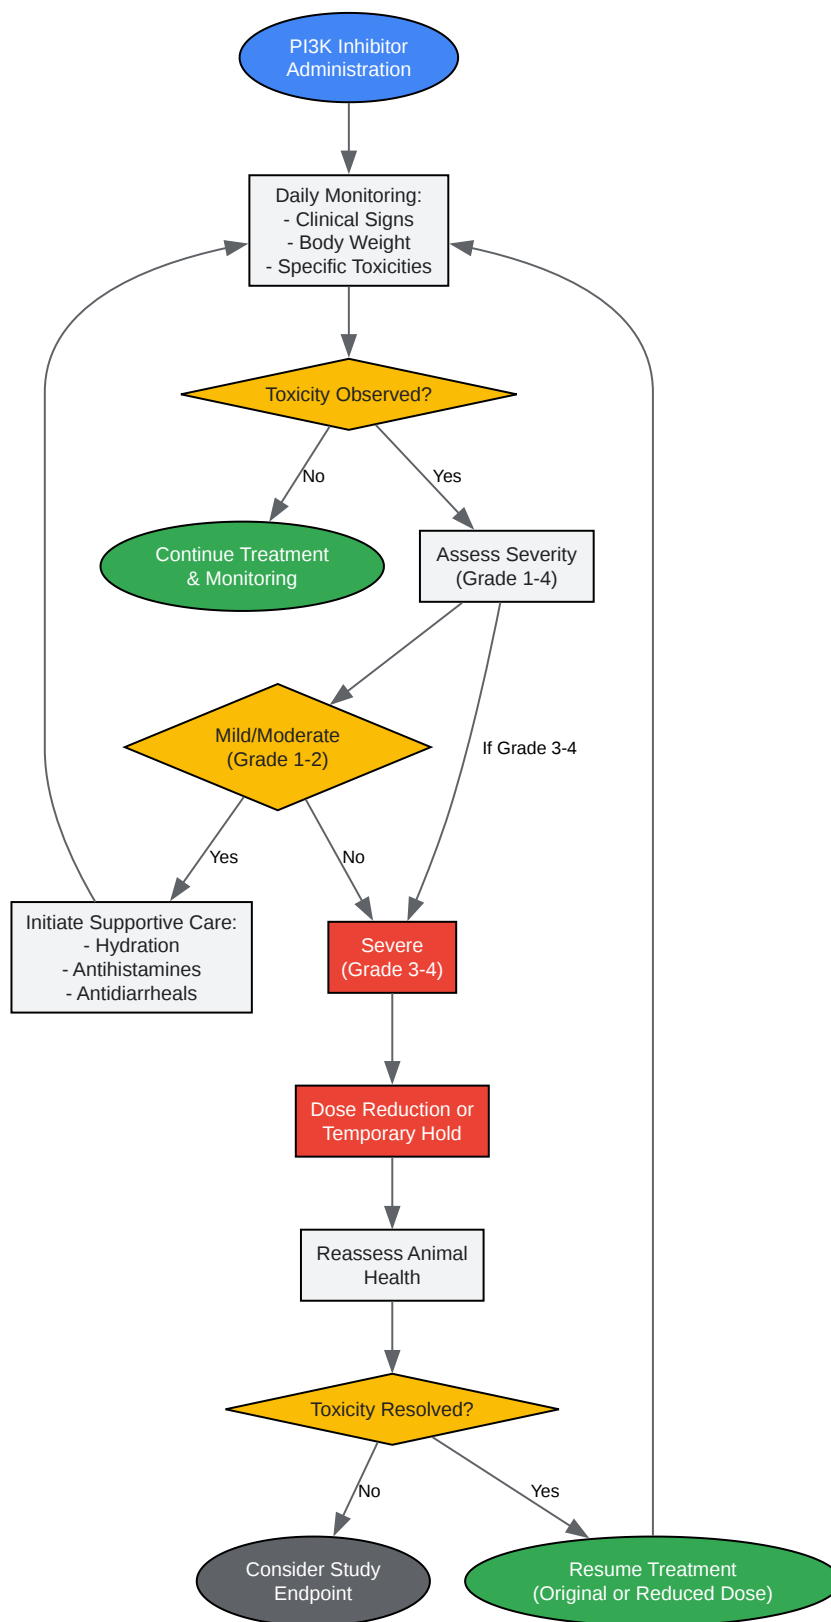 PI3K Inhibitor
Administration
Daily Monitoring:
- Clinical Signs
- Body Weight
- Specific Toxicities
Toxicity Observed?
No
Yes
Continue Treatment
& Monitoring
Assess Severity
(Grade 1-4)
Mild/Moderate
(Grade 1-2)
If Grade 3-4
Yes
No
Initiate Supportive Care:
- Hydration
- Antihistamines
- Antidiarrheals
Severe
(Grade 3-4)
Dose Reduction or
Temporary Hold
Reassess Animal
Health
Toxicity Resolved?
No
Yes
Consider Study
Endpoint
Resume Treatment
(Original or Reduced Dose)